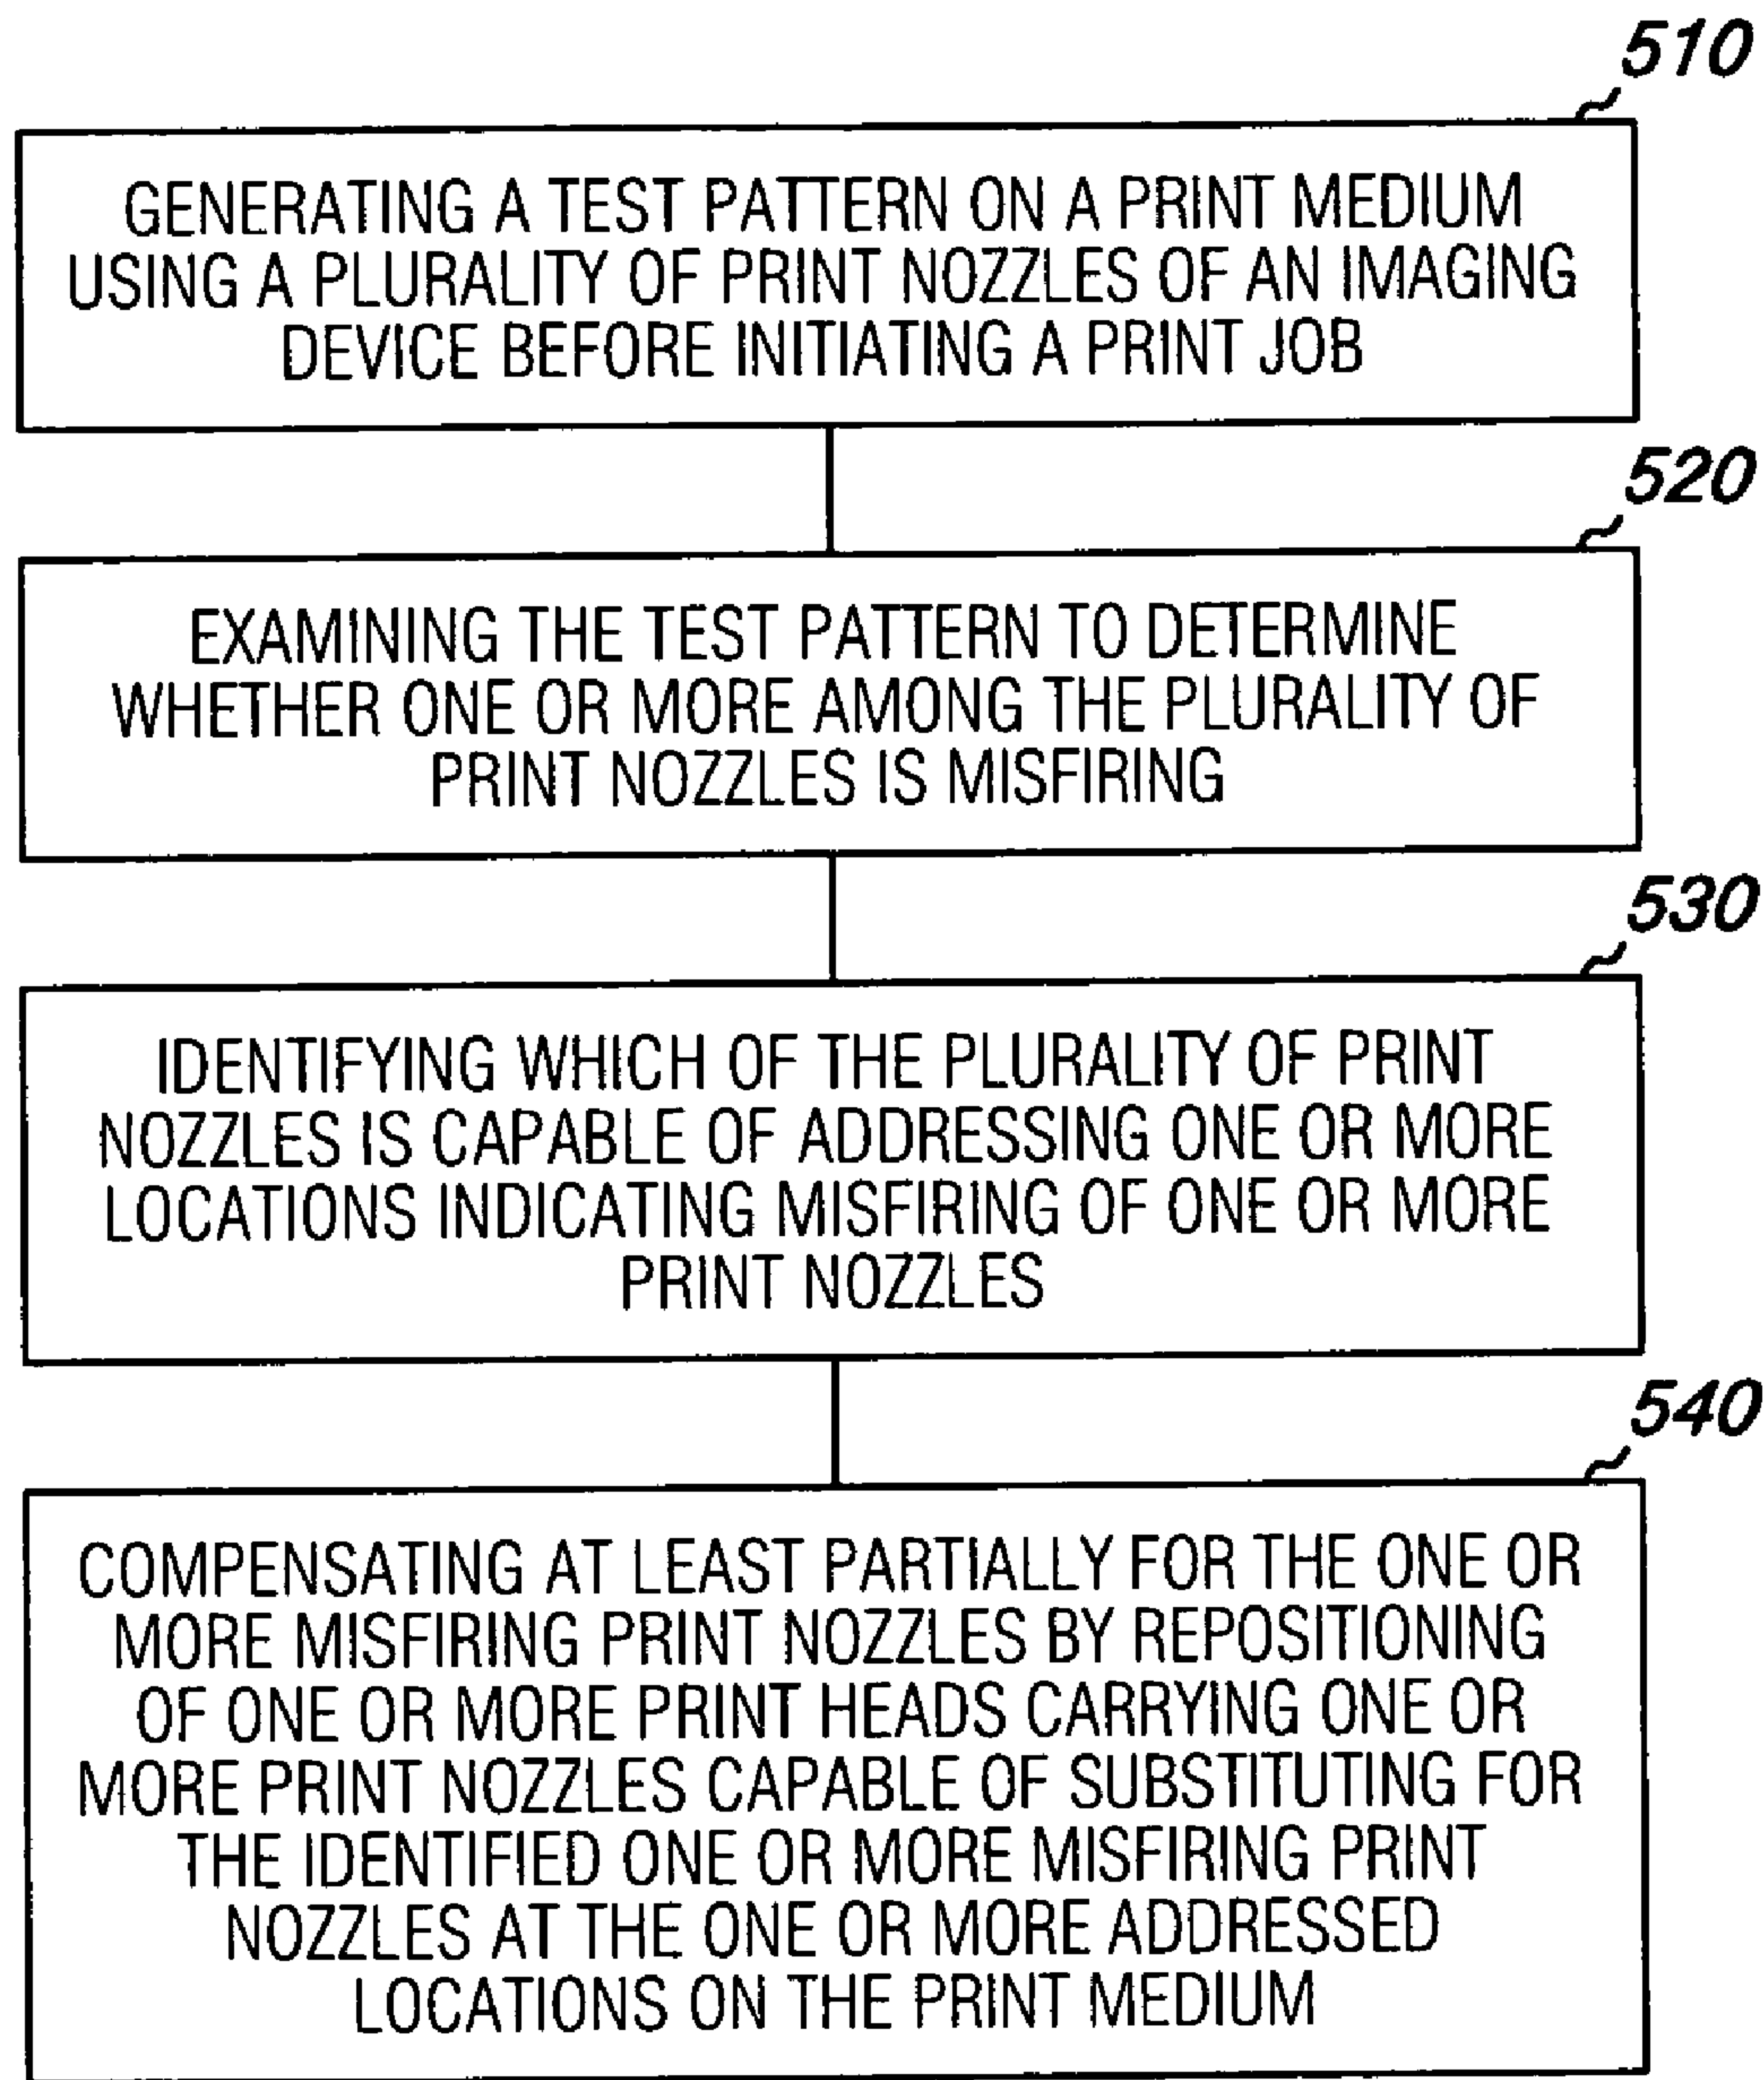 510
GENERATING A TEST PATTERN ON A PRINT MEDIUM
USING A PLURALITY OF PRINT NOZZLES OF AN IMAGING
DEVICE BEFORE INITIATING A PRINT JOB
520
EXAMINING THE TEST PATTERN TO DETERMINE
WHETHER ONE OR MORE AMONG THE PLURALITY OF
PRINT NOZZLES IS MISFIRING
530
IDENTIFYING WHICH OF THE PLURALITY OF PRINT
NOZZLES IS CAPABLE OF ADDRESSING ONE OR MORE
LOCATIONS INDICATING MISFIRING OF ONE OR MORE
PRINT NOZZLES
540
COMPENSATING AT LEAST PARTIALLY FOR THE ONE OR
MORE MISFIRING PRINT NOZZLES BY REPOSITIONING
OF ONE OR MORE PRINT HEADS CARRYING ONE OR
MORE PRINT NOZZLES CAPABLE OF SUBSTITUTING FOR
THE IDENTIFIED ONE OR MORE MISFIRING PRINT
NOZZLES AT THE ONE OR MORE ADDRESSED
LOCATIONS ON THE PRINT MEDIUM